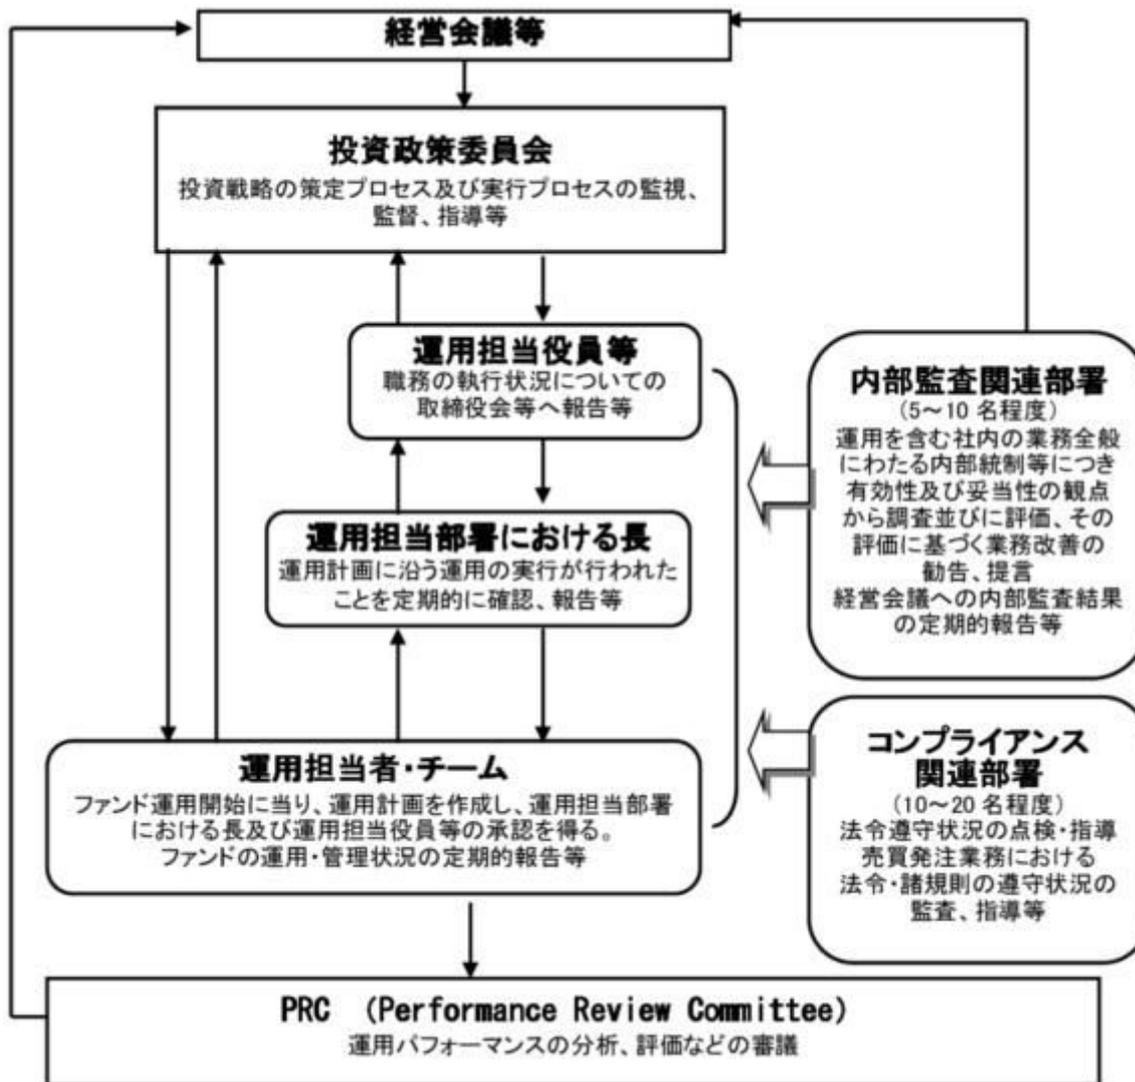 経営会議等
投資政策委員会
投資戦略の策定プロセス及び実行プロセスの監視、
監督、指導等
運用担当役員等
職務の執行状況についての
取締役会等へ報告等
運用担当部署における長
運用計画に沿う運用の実行が行われた
ことを定期的に確認、報告等
運用担当者・チーム
ファンド運用開始に当り、運用計画を作成し、運用担当部署
における長及び運用担当役員等の承認を得る。
ファンドの運用・管理状況の定期的報告等
内部監査関連部署
（5～10 名程度）
運用を含む社内の業務全般
にわたる内部統制等につき
有効性及び妥当性の観点
から調査並びに評価、その
評価に基づく業務改善の
勧告、提言
経営会議への内部監査結果
の定期的報告等
コンプライアンス
関連部署
（10～20 名程度）
法令遵守状況の点検・指導
売買発注業務における
法令・諸規則の遵守状況の
監査、指導等
PRC （Performance Review Committee）
運用パフォーマンスの分析、評価などの審議